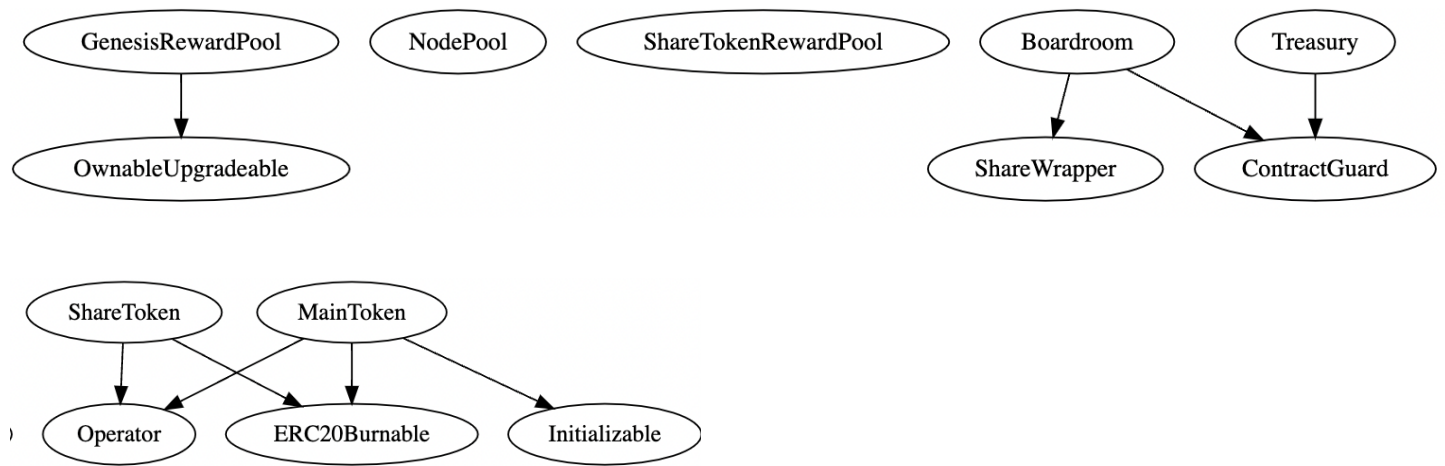 GenesisRewardPool
NodePool
ShareTokenRewardPool
Boardroom
Treasury
OwnableUpgradeable
ShareWrapper
ContractGuard
ShareToken
MainToken
Operator
ERC20Burnable
Initializable